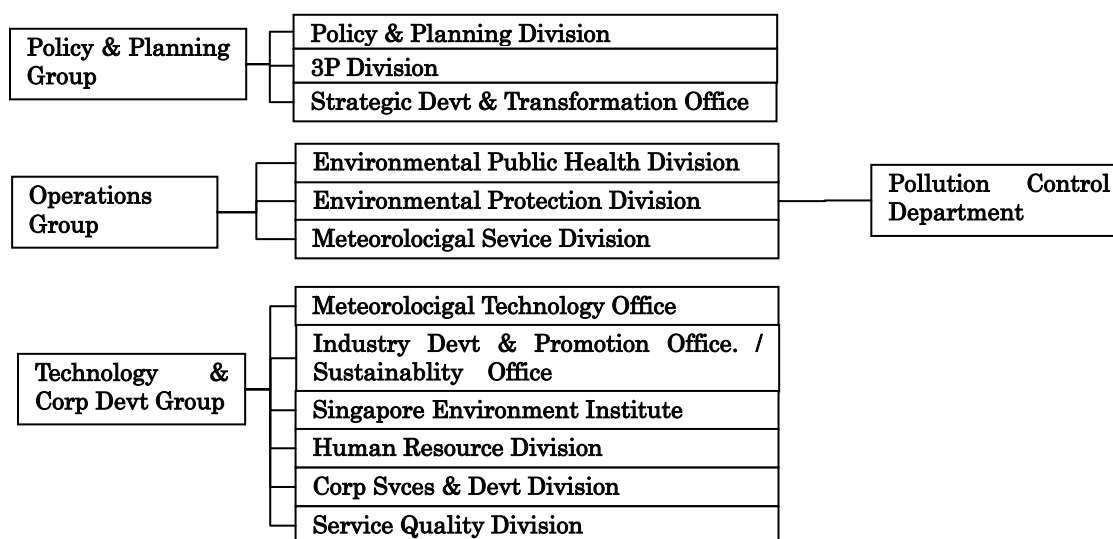 Policy & Planning
Group
Policy & Planning Division
3P Division
Strategic Devt & Transformation Office
Operations
Group
Environmental Public Health Division
Environmental Protection Division
Meteorolocigal Sevice Division
Pollution Control
Department
Technology &
Corp Devt Group
Meteorolocigal Technology Office
Industry Devt & Promotion Office. /
Sustainablity Office
Singapore Environment Institute
Human Resource Division
Corp Svces & Devt Division
Service Quality Division